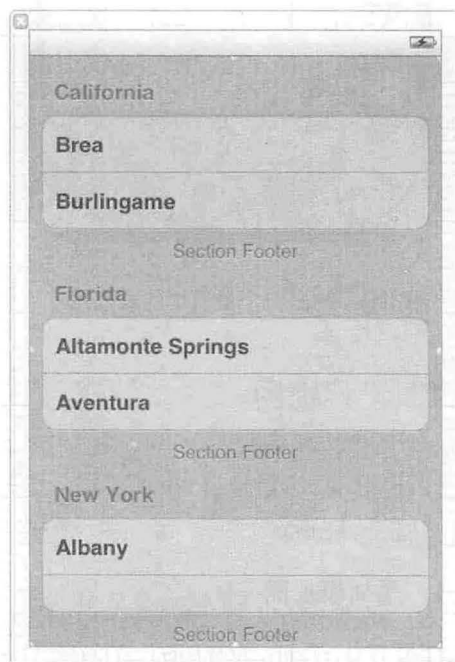 California
Brea
Burlingame
Section Footer
Florida
Altamonte Springs
Aventura
Section Footer
New York
Albany
Section Footer